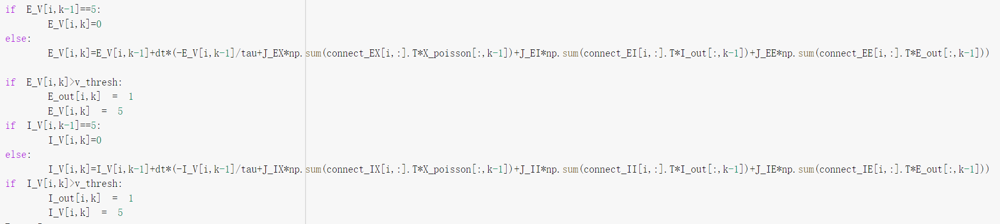 if  E_V[i,k-1]==5:
        E_V[i,k]=0
else:
        E_V[i,k]=E_V[i,k-1]+dt*(-E_V[i,k-1]/tau+J_EX*np.sum(connect_EX[i,:].T*X_poisson[:,k-1])+J_EI*np.sum(connect_EI[i,:].T*I_out[:,k-1])+J_EE*np.sum(connect_EE[i,:].T*E_out[:,k-1]))
if  E_V[i,k]>v_thresh:
        E_out[i,k]  =  1
        E_V[i,k]  =  5
if  I_V[i,k-1]==5:
        I_V[i,k]=0
else:
        I_V[i,k]=I_V[i,k-1]+dt*(-I_V[i,k-1]/tau+J_IX*np.sum(connect_IX[i,:].T*X_poisson[:,k-1])+J_II*np.sum(connect_II[i,:].T*I_out[:,k-1])+J_IE*np.sum(connect_IE[i,:].T*E_out[:,k-1]))
if  I_V[i,k]>v_thresh:
        I_out[i,k]  =  1
        I_V[i,k]  =  5